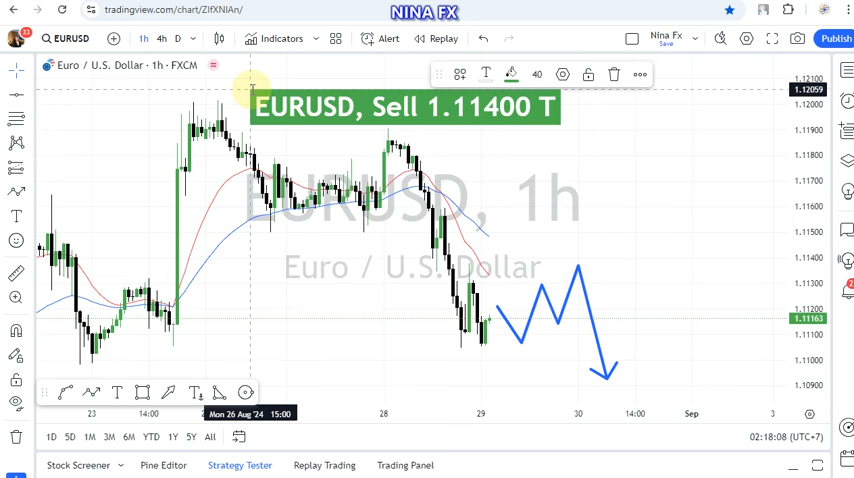 NINA FX
tradingview.com/chart/ZIfXNIAn/
33
EURUSD
1h
4h
D
Indicators
Alert
Replay
Nina Fx
Save
Publish
Euro / U.S. Dollar · 1h · FXCM
40
EURUSD, Sell 1.11400 T
EURUSD, 1h
Euro / U.S. Dollar
1.12100
1.12059
1.12000
1.11900
1.11800
1.11700
1.11600
1.11500
1.11400
1.11300
1.11200
1.11163
1.11000
1.10900
23
14:00
Mon 26 Aug '24
15:00
28
29
30
14:00
Sep
3
1D
5D
1M
3M
6M
YTD
1Y
5Y
All
02:18:08 (UTC+7)
Stock Screener
Pine Editor
Strategy Tester
Replay Trading
Trading Panel